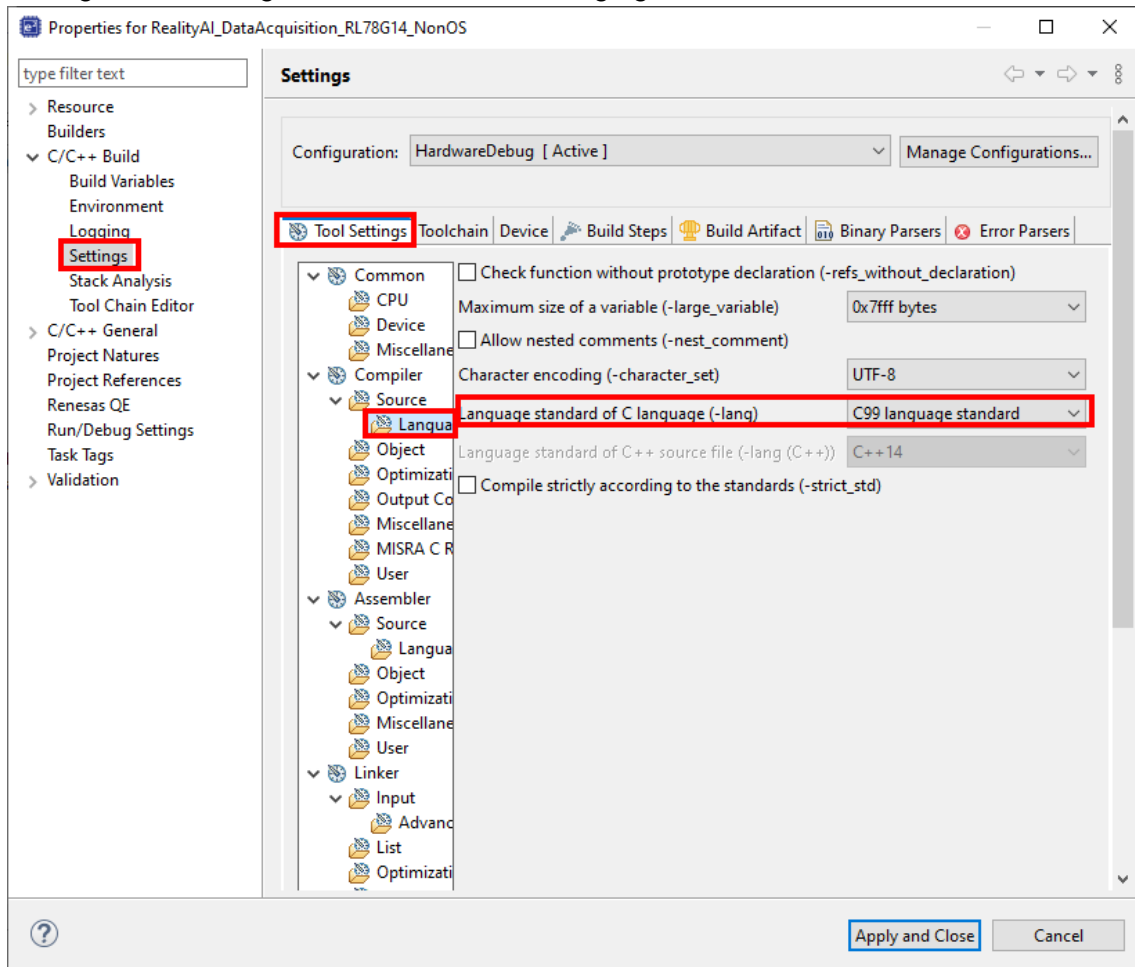 Properties for RealityAI_DataAcquisition_RL78G14_NonOS
type filter text
Settings
Resource
Builders
C/C++ Build
Build Variables
Environment
Logging
Settings
Stack Analysis
Tool Chain Editor
C/C++ General
Project Natures
Project References
Renesas QE
Run/Debug Settings
Task Tags
Validation
Configuration: HardwareDebug [ Active ] Manage Configurations...
Tool Settings Toolchain Device Build Steps Build Artifact Binary Parsers Error Parsers
Common
CPU
Device
Miscellane
Compiler
Source
Langua
Object
Optimizati
Output Co
Miscellane
MISRA C R
User
Assembler
Source
Langua
Object
Optimizati
Miscellane
User
Linker
Input
Advanc
List
Optimizati
Check function without prototype declaration (-refs_without_declaration)
Maximum size of a variable (-large_variable) 0x7fff bytes
Allow nested comments (-nest_comment)
Character encoding (-character_set) UTF-8
Language standard of C language (-lang) C99 language standard
Language standard of C++ source file (-lang (C++)) C++14
Compile strictly according to the standards (-strict_std)
Apply and Close Cancel